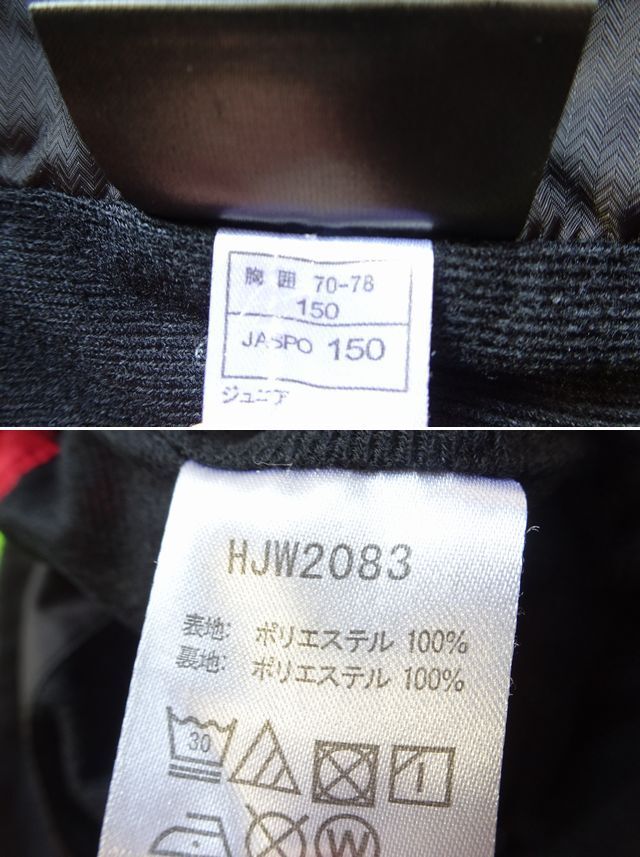 胸囲 70-78
150
JASPO 150
ジュニア
HJW2083
表地: ポリエステル 100%
裏地: ポリエステル 100%
30
W